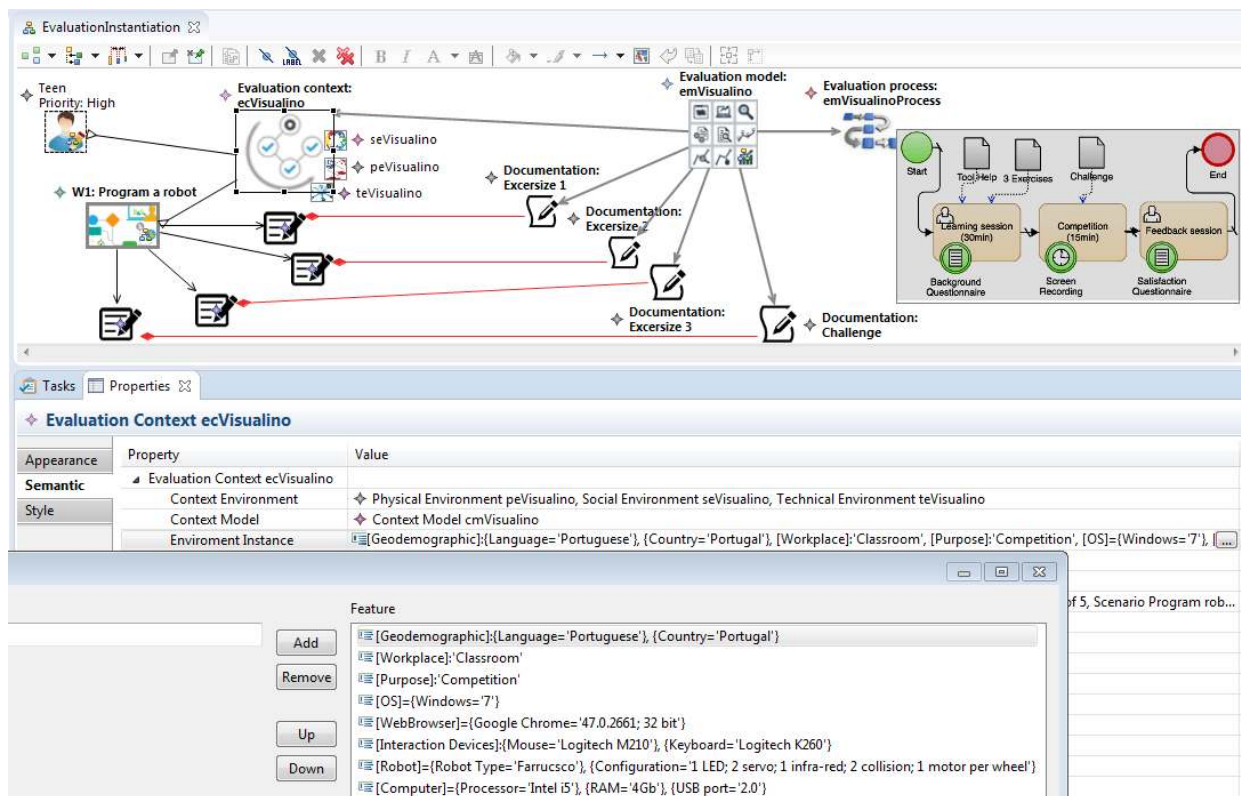 EvaluationInstantiation
LABEL B I A
Teen
Priority: High
Evaluation context:
ecVisualino
Evaluation model:
emVisualino
Evaluation process:
emVisualinoProcess
seVisualino
peVisualino
teVisualino
W1: Program a robot
Documentation:
Excersize 1
Documentation:
Excersize 2
Documentation:
Excersize 3
Documentation:
Challenge
Start
Tool Help
3 Exercises
Challenge
End
Learning session
(30min)
Competition
(15min)
Feedback session
Background
Questionnaire
Screen
Recording
Satisfaction
Questionnaire
Tasks Properties
Evaluation Context ecVisualino
Appearance
Semantic
Style
Property Value
Evaluation Context ecVisualino
Context Environment Physical Environment peVisualino, Social Environment seVisualino, Technical Environment teVisualino
Context Model Context Model cmVisualino
Enviroment Instance [Geodemographic]:{Language='Portuguese'}, {Country='Portugal'}, [Workplace]:'Classroom', [Purpose]:'Competition', [OS]={Windows='7'}, [ ...
of 5, Scenario Program rob...
Feature
Add
Remove
Up
Down
[Geodemographic]:{Language='Portuguese'}, {Country='Portugal'}
[Workplace]:'Classroom'
[Purpose]:'Competition'
[OS]={Windows='7'}
[WebBrowser]={Google Chrome='47.0.2661; 32 bit'}
[Interaction Devices]:{Mouse='Logitech M210'}, {Keyboard='Logitech K260'}
[Robot]={Robot Type='Farrucsco'}, {Configuration='1 LED; 2 servo; 1 infra-red; 2 collision; 1 motor per wheel'}
[Computer]={Processor='Intel i5'}, {RAM='4Gb'}, {USB port='2.0'}